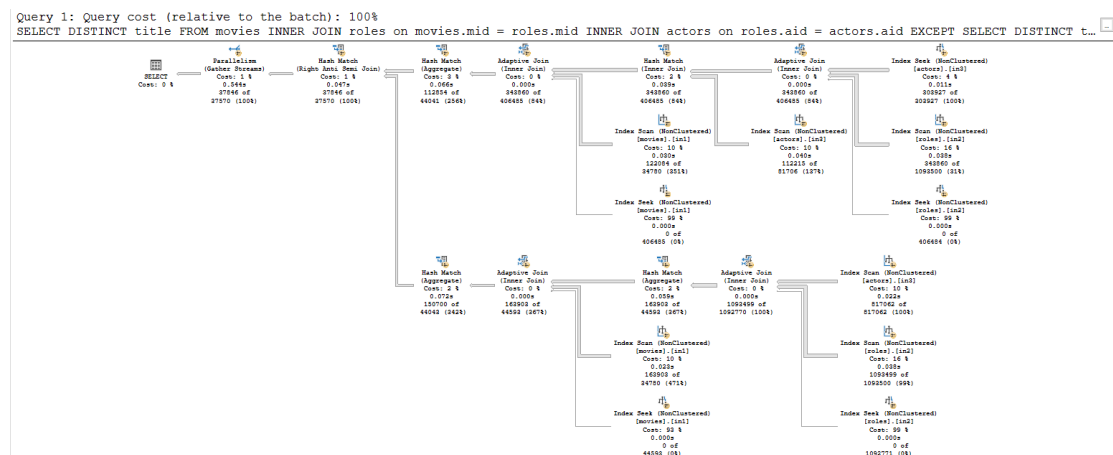 Query 1: Query cost (relative to the batch): 100%
SELECT DISTINCT title FROM movies INNER JOIN roles on movies.mid = roles.mid INNER JOIN actors on roles.aid = actors.aid EXCEPT SELECT DISTINCT t…
SELECT
Cost: 0 %
Parallelism
(Gather Streams)
Cost: 1 %
0.544s
37846 of
37570 (100%)
Hash Match
(Right Anti Semi Join)
Cost: 1 %
0.047s
37846 of
37570 (100%)
Hash Match
(Aggregate)
Cost: 3 %
0.066s
112854 of
44041 (256%)
Adaptive Join
(Inner Join)
Cost: 0 %
0.000s
343860 of
406485 (84%)
Hash Match
(Inner Join)
Cost: 2 %
0.039s
343860 of
406485 (84%)
Adaptive Join
(Inner Join)
Cost: 0 %
0.000s
343860 of
406485 (84%)
Index Seek (NonClustered)
[actors].[in3]
Cost: 4 %
0.011s
303927 of
303927 (100%)
Index Scan (NonClustered)
[movies].[in1]
Cost: 10 %
0.030s
122084 of
34780 (351%)
Index Scan (NonClustered)
[actors].[in3]
Cost: 10 %
0.040s
112215 of
81706 (137%)
Index Scan (NonClustered)
[roles].[in2]
Cost: 16 %
0.038s
343860 of
1093500 (31%)
Index Seek (NonClustered)
[movies].[in1]
Cost: 99 %
0.000s
0 of
406485 (0%)
Index Seek (NonClustered)
[roles].[in2]
Cost: 99 %
0.000s
0 of
406484 (0%)
Hash Match
(Aggregate)
Cost: 2 %
0.072s
150700 of
44043 (342%)
Adaptive Join
(Inner Join)
Cost: 0 %
0.000s
163903 of
44593 (367%)
Hash Match
(Aggregate)
Cost: 2 %
0.059s
163903 of
44593 (367%)
Adaptive Join
(Inner Join)
Cost: 0 %
0.000s
1093499 of
1092770 (100%)
Index Scan (NonClustered)
[actors].[in3]
Cost: 10 %
0.022s
817062 of
817062 (100%)
Index Scan (NonClustered)
[movies].[in1]
Cost: 10 %
0.023s
163903 of
34780 (471%)
Index Scan (NonClustered)
[roles].[in2]
Cost: 16 %
0.038s
1093499 of
1093500 (99%)
Index Seek (NonClustered)
[movies].[in1]
Cost: 93 %
0.000s
0 of
44593 (0%)
Index Seek (NonClustered)
[roles].[in2]
Cost: 99 %
0.000s
0 of
1092771 (0%)